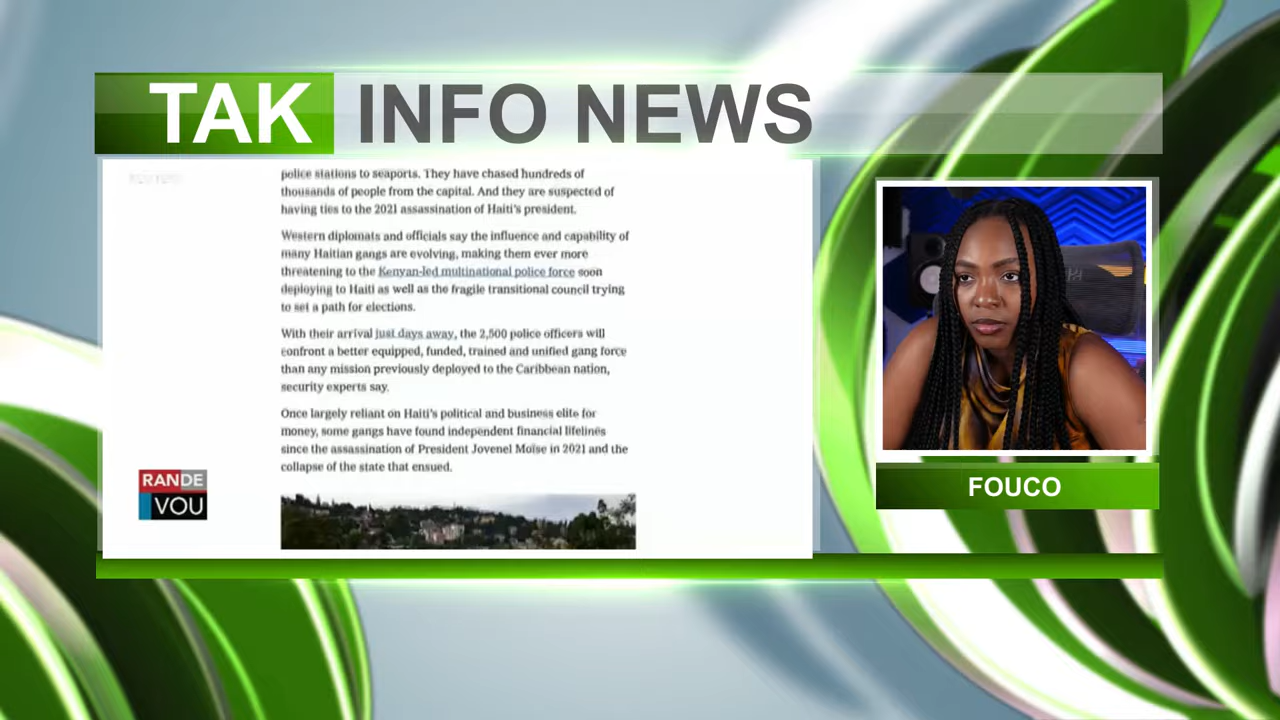 TAK INFO NEWS
police stations to seaports. They have chased hundreds of
thousands of people from the capital. And they are suspected of
having ties to the 2021 assassination of Haiti's president.
Western diplomats and officials say the influence and capability of
many Haitian gangs are evolving, making them ever more
threatening to the Kenyan-led multinational police force soon
deploying to Haiti as well as the fragile transitional council trying
to set a path for elections.
With their arrival just days away, the 2,500 police officers will
confront a better equipped, funded, trained and unified gang force
than any mission previously deployed to the Caribbean nation,
security experts say.
Once largely reliant on Haiti's political and business elite for
money, some gangs have found independent financial lifelines
since the assassination of President Jovenel Moïse in 2021 and the
collapse of the state that ensued.
RANDE
VOU
FOUCO